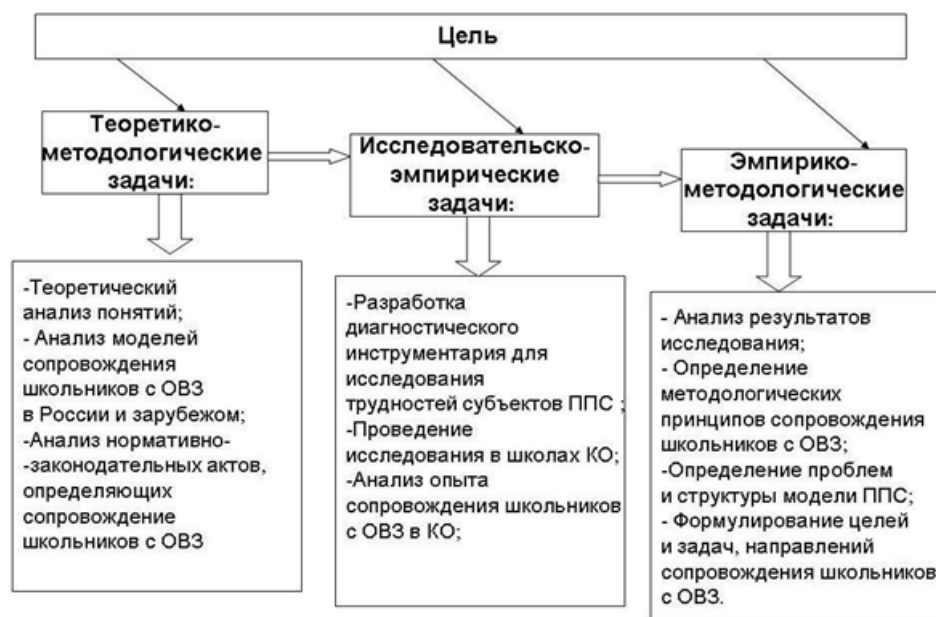 Цель
Теоретико-
методологические
задачи:
Исследовательско-
эмпирические
задачи:
Эмпирико-
методологические
задачи:
-Теоретический
анализ понятий;
- Анализ моделей
сопровождения
школьников с ОВЗ
в России и зарубежом;
-Анализ нормативно-
-законодательных актов,
определяющих
сопровождение
школьников с ОВЗ
-Разработка
диагностического
инструментария для
исследования
трудностей субъектов ППС ;
-Проведение
исследования в школах КО;
-Анализ опыта
сопровождения школьников
с ОВЗ в КО;
- Анализ результатов
исследования;
- Определение
методологических
принципов сопровождения
школьников с ОВЗ;
-Определение проблем
и структуры модели ППС;
- Формулирование целей
и задач, направлений
сопровождения школьников
с ОВЗ.